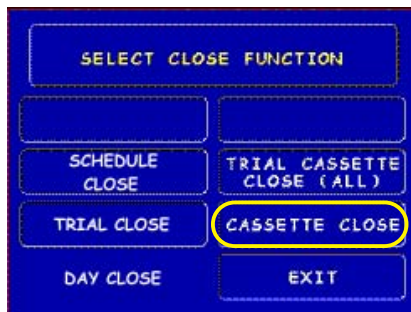 SELECT CLOSE FUNCTION
SCHEDULE
CLOSE
TRIAL CASSETTE
CLOSE (ALL)
TRIAL CLOSE
CASSETTE CLOSE
DAY CLOSE
EXIT